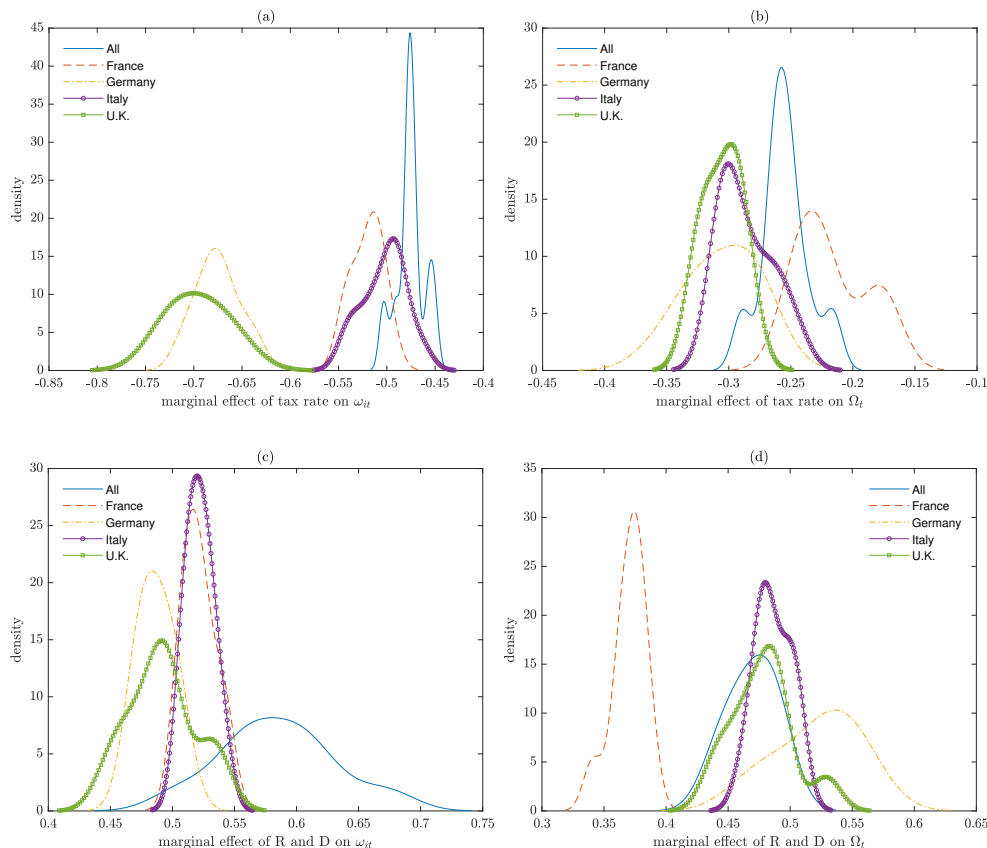 (a)
45
40
35
30
25
20
15
10
5
0
density
All
France
Germany
Italy
U.K.
-0.85 -0.8 -0.75 -0.7 -0.65 -0.6 -0.55 -0.5 -0.45 -0.4
marginal effect of tax rate on ω_it
(b)
30
25
20
15
10
5
0
density
All
France
Germany
Italy
U.K.
-0.45 -0.4 -0.35 -0.3 -0.25 -0.2 -0.15 -0.1
marginal effect of tax rate on Ω_t
(c)
30
25
20
15
10
5
0
density
All
France
Germany
Italy
U.K.
0.4 0.45 0.5 0.55 0.6 0.65 0.7 0.75
marginal effect of R and D on ω_it
(d)
35
30
25
20
15
10
5
0
density
All
France
Germany
Italy
U.K.
0.3 0.35 0.4 0.45 0.5 0.55 0.6 0.65
marginal effect of R and D on Ω_t